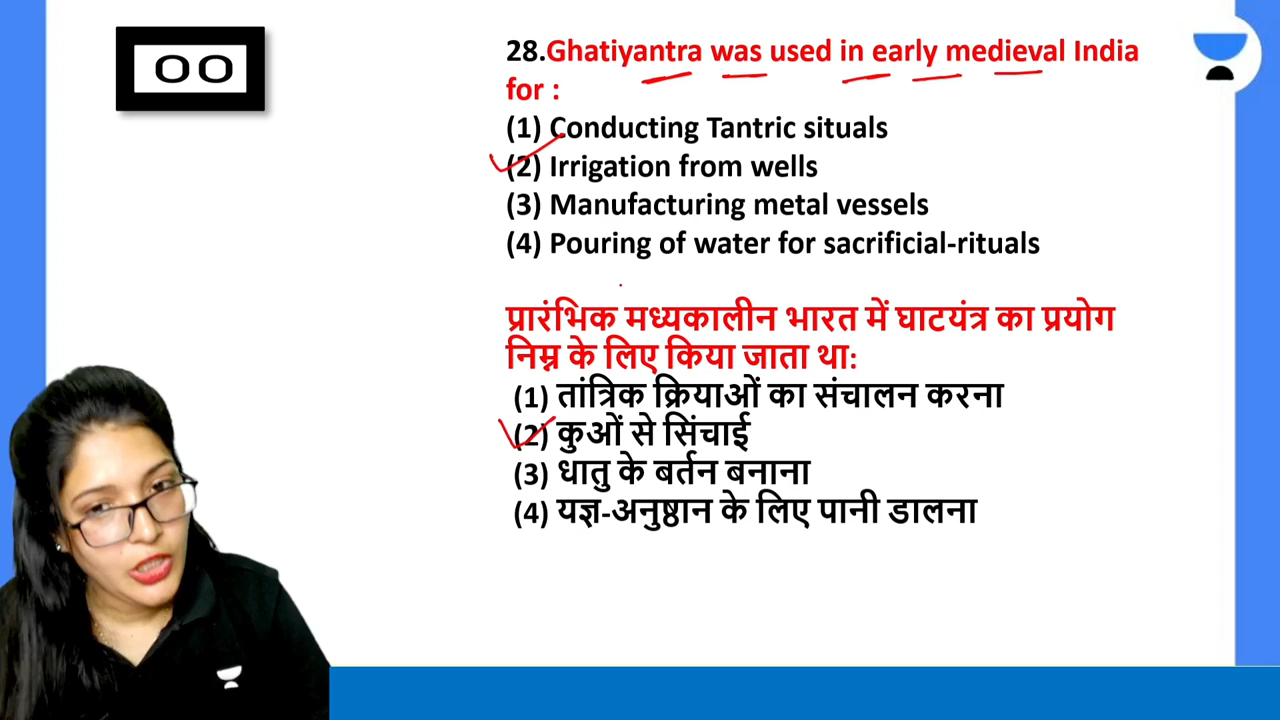 00
28.Ghatiyantra was used in early medieval India
for :
(1) Conducting Tantric situals
(2) Irrigation from wells
(3) Manufacturing metal vessels
(4) Pouring of water for sacrificial-rituals
प्रारंभिक मध्यकालीन भारत में घाटयंत्र का प्रयोग
निम्न के लिए किया जाता था:
(1) तांत्रिक क्रियाओं का संचालन करना
(2) कुओं से सिंचाई
(3) धातु के बर्तन बनाना
(4) यज्ञ-अनुष्ठान के लिए पानी डालना